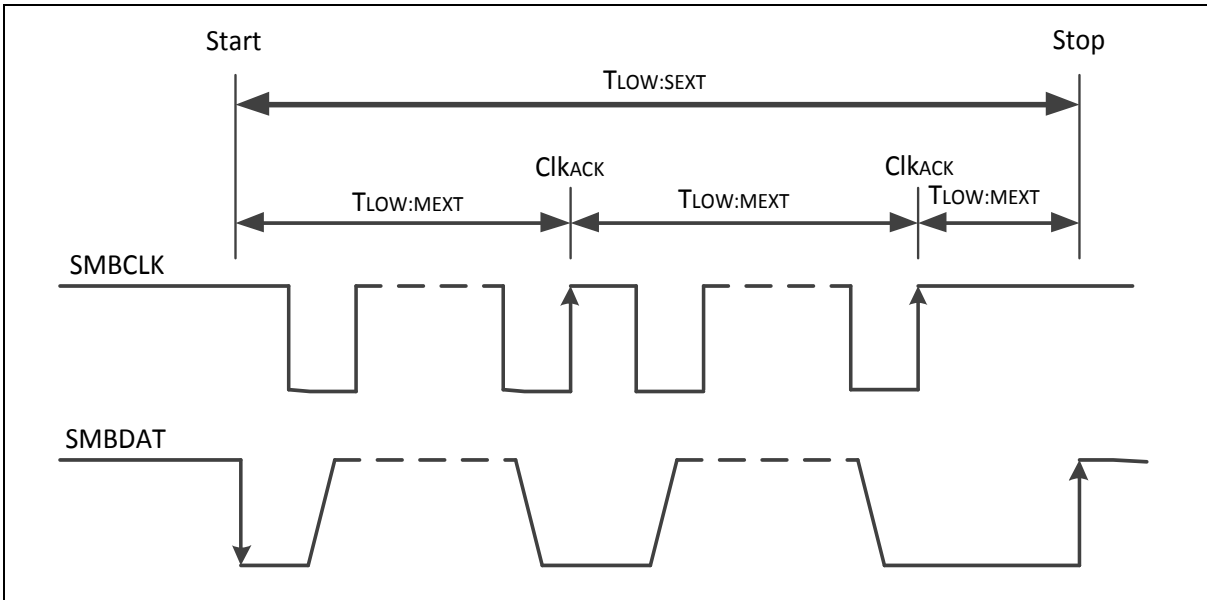 Start
Stop
TLOW:SEXT
ClkACK
ClkACK
TLOW:MEXT
TLOW:MEXT
TLOW:MEXT
SMBCLK
SMBDAT